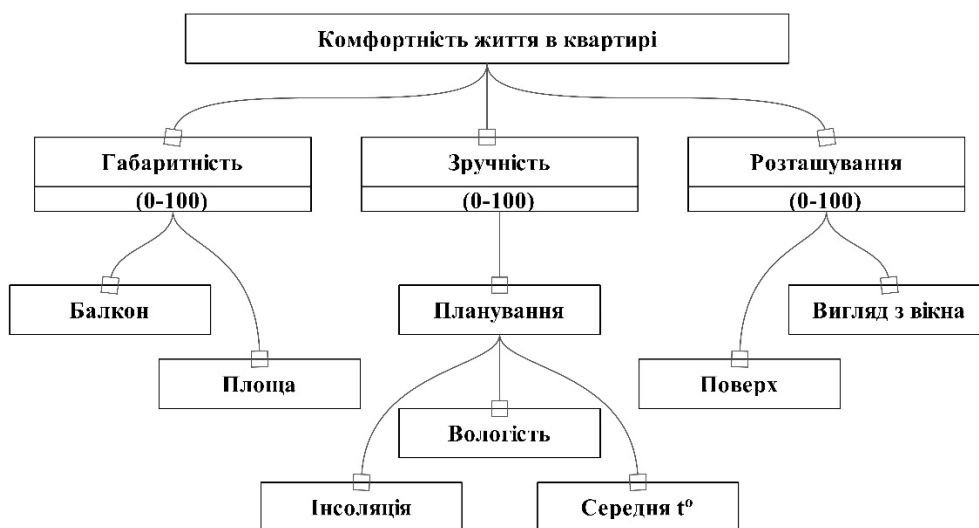 Комфортність життя в квартирі
Габаритність
(0-100)
Зручність
(0-100)
Розташування
(0-100)
Балкон
Планування
Вигляд з вікна
Площа
Поверх
Вологість
Інсоляція
Середня tº